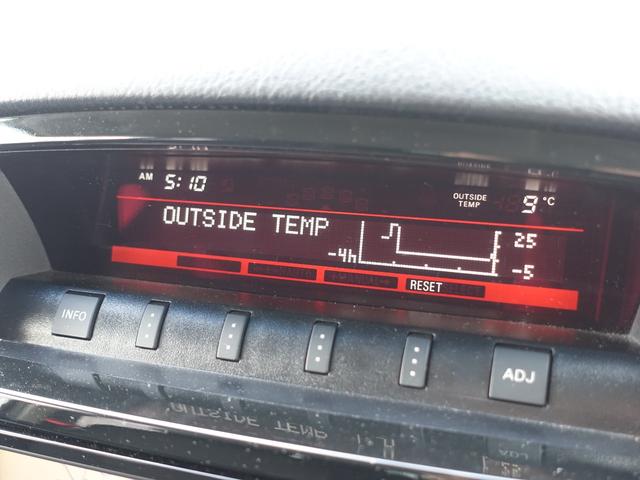 AM 5:10
OUTSIDE TEMP 9 °C
OUTSIDE TEMP
25
-4h -5
RESET
INFO
ADJ